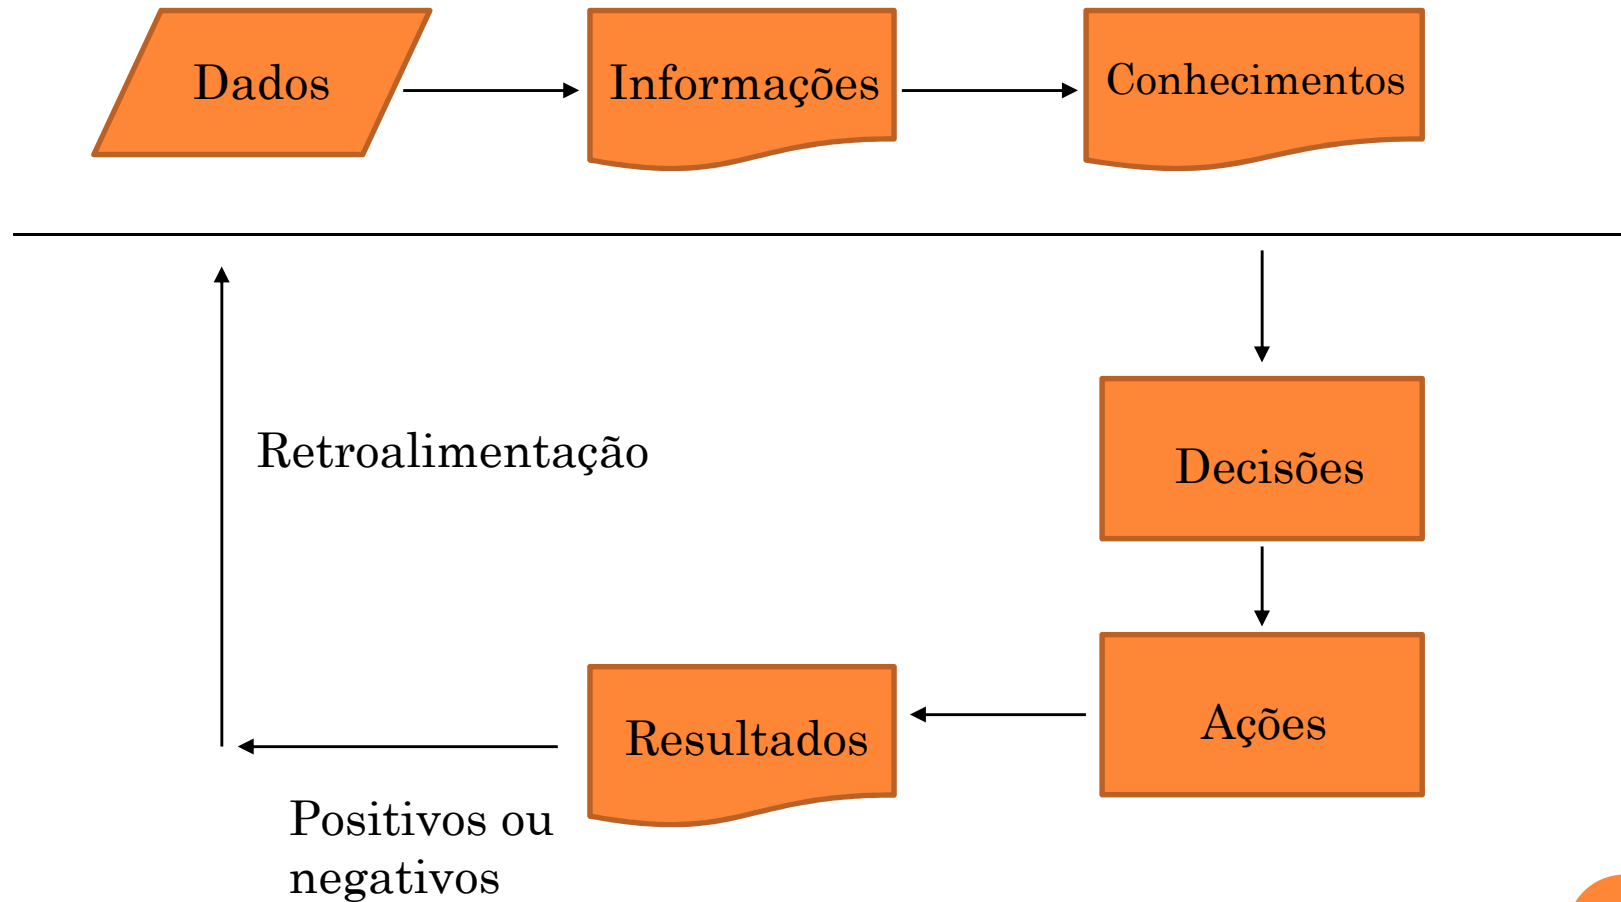 Dados
Informações
Conhecimentos
Retroalimentação
Decisões
Ações
Resultados
Positivos ou
negativos